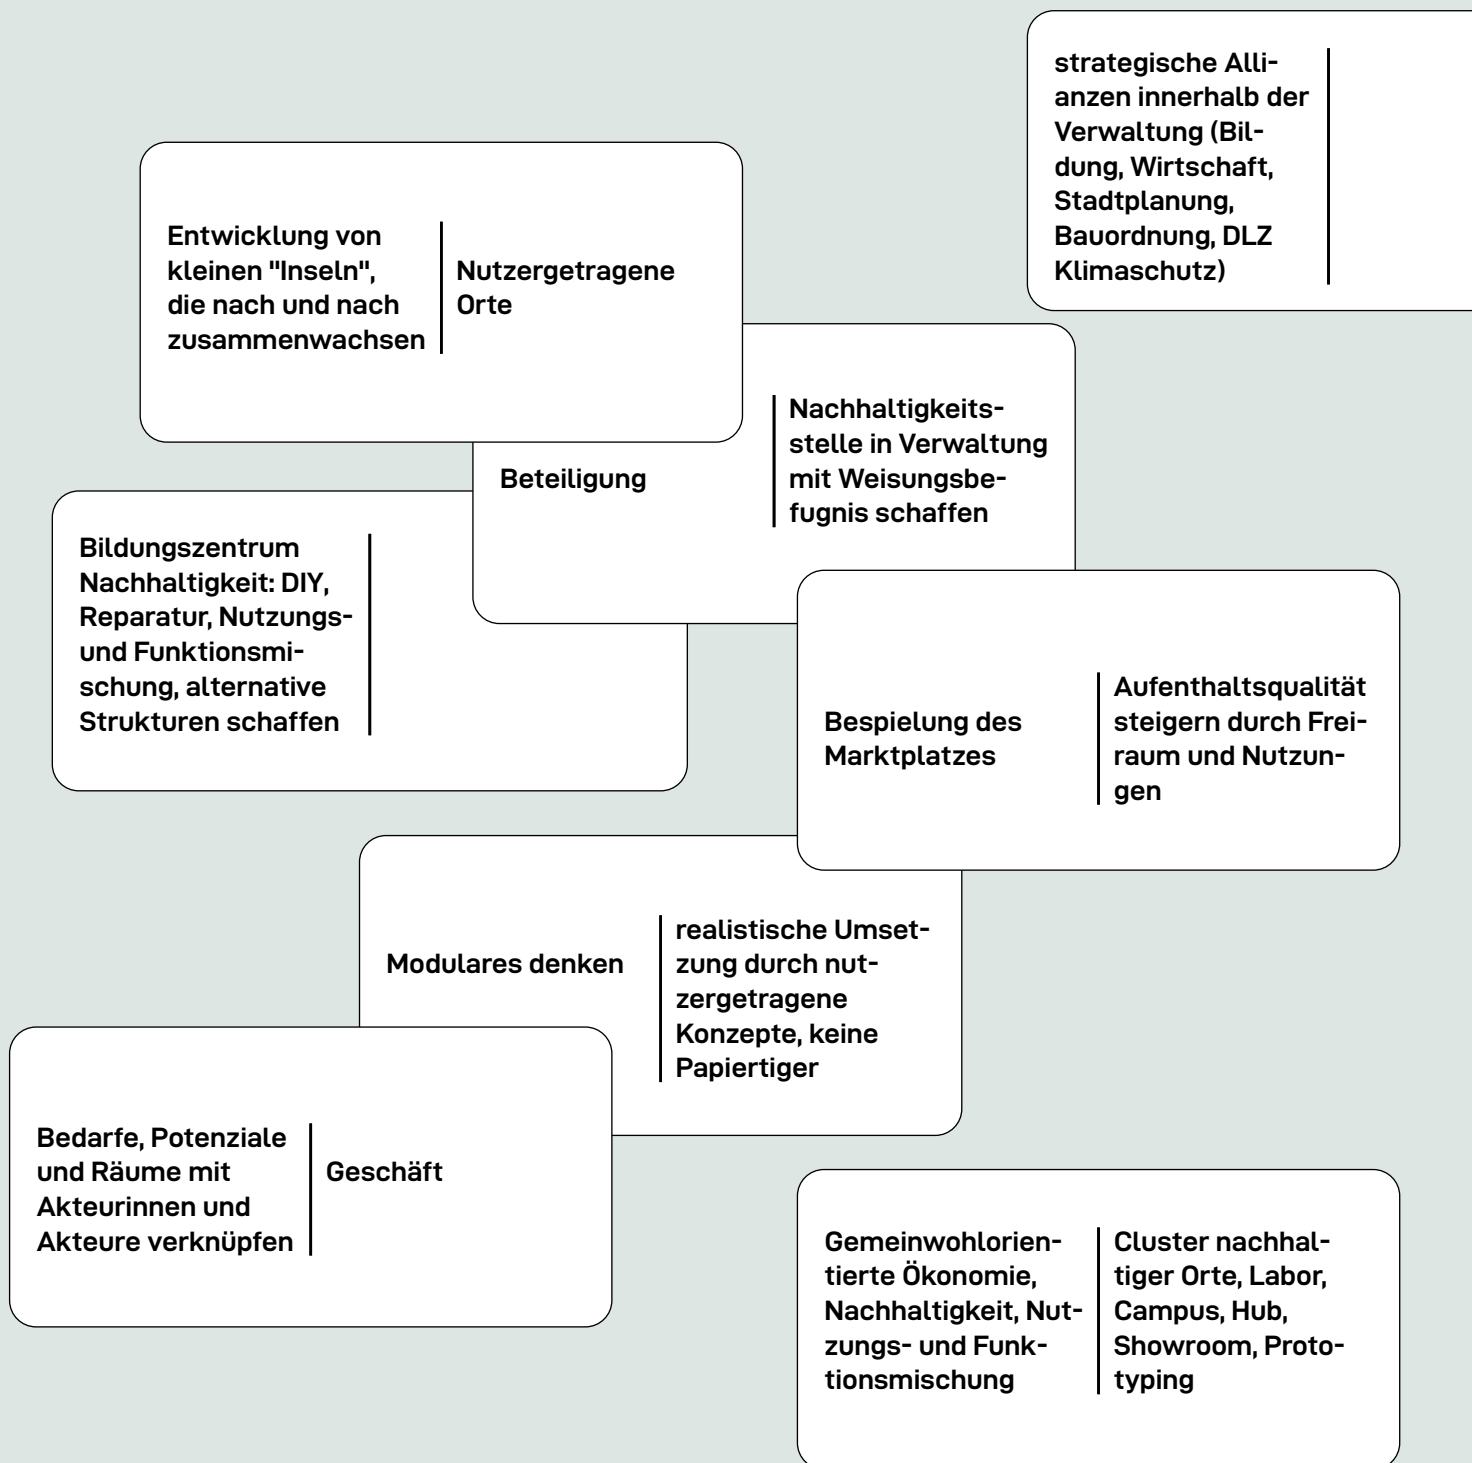 strategische Alli-
anzen innerhalb der
Verwaltung (Bil-
dung, Wirtschaft,
Stadtplanung,
Bauordnung, DLZ
Klimaschutz)
Entwicklung von
kleinen "Inseln",
die nach und nach
zusammenwachsen
Nutzergetragene
Orte
Beteiligung
Nachhaltigkeits-
stelle in Verwaltung
mit Weisungsbe-
fugnis schaffen
Bildungszentrum
Nachhaltigkeit: DIY,
Reparatur, Nutzungs-
und Funktionsmi-
schung, alternative
Strukturen schaffen
Bespielung des
Marktplatzes
Aufenthaltsqualität
steigern durch Frei-
raum und Nutzun-
gen
Modulares denken
realistische Umset-
zung durch nut-
zergetragene
Konzepte, keine
Papiertiger
Bedarfe, Potenziale
und Räume mit
Akteurinnen und
Akteure verknüpfen
Geschäft
Gemeinwohlorien-
tierte Ökonomie,
Nachhaltigkeit, Nut-
zungs- und Funk-
tionsmischung
Cluster nachhal-
tiger Orte, Labor,
Campus, Hub,
Showroom, Proto-
typing